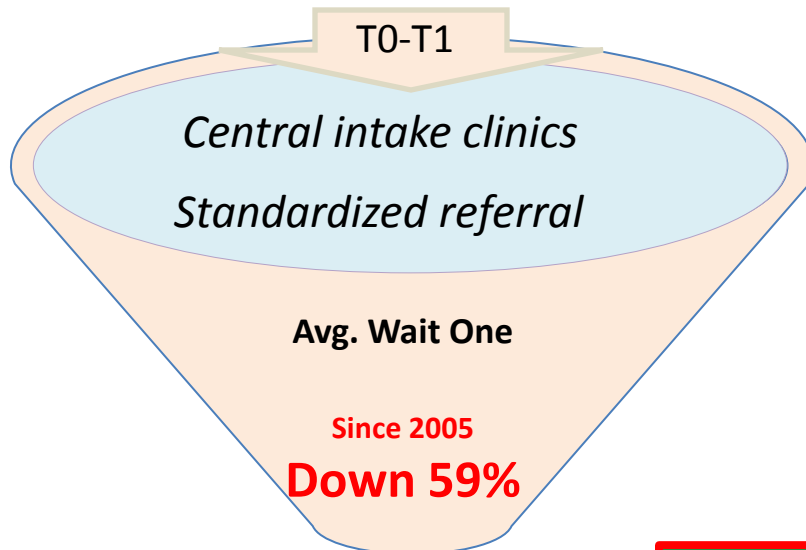 T0-T1
Central intake clinics
Standardized referral
Avg. Wait One
Since 2005
Down 59%